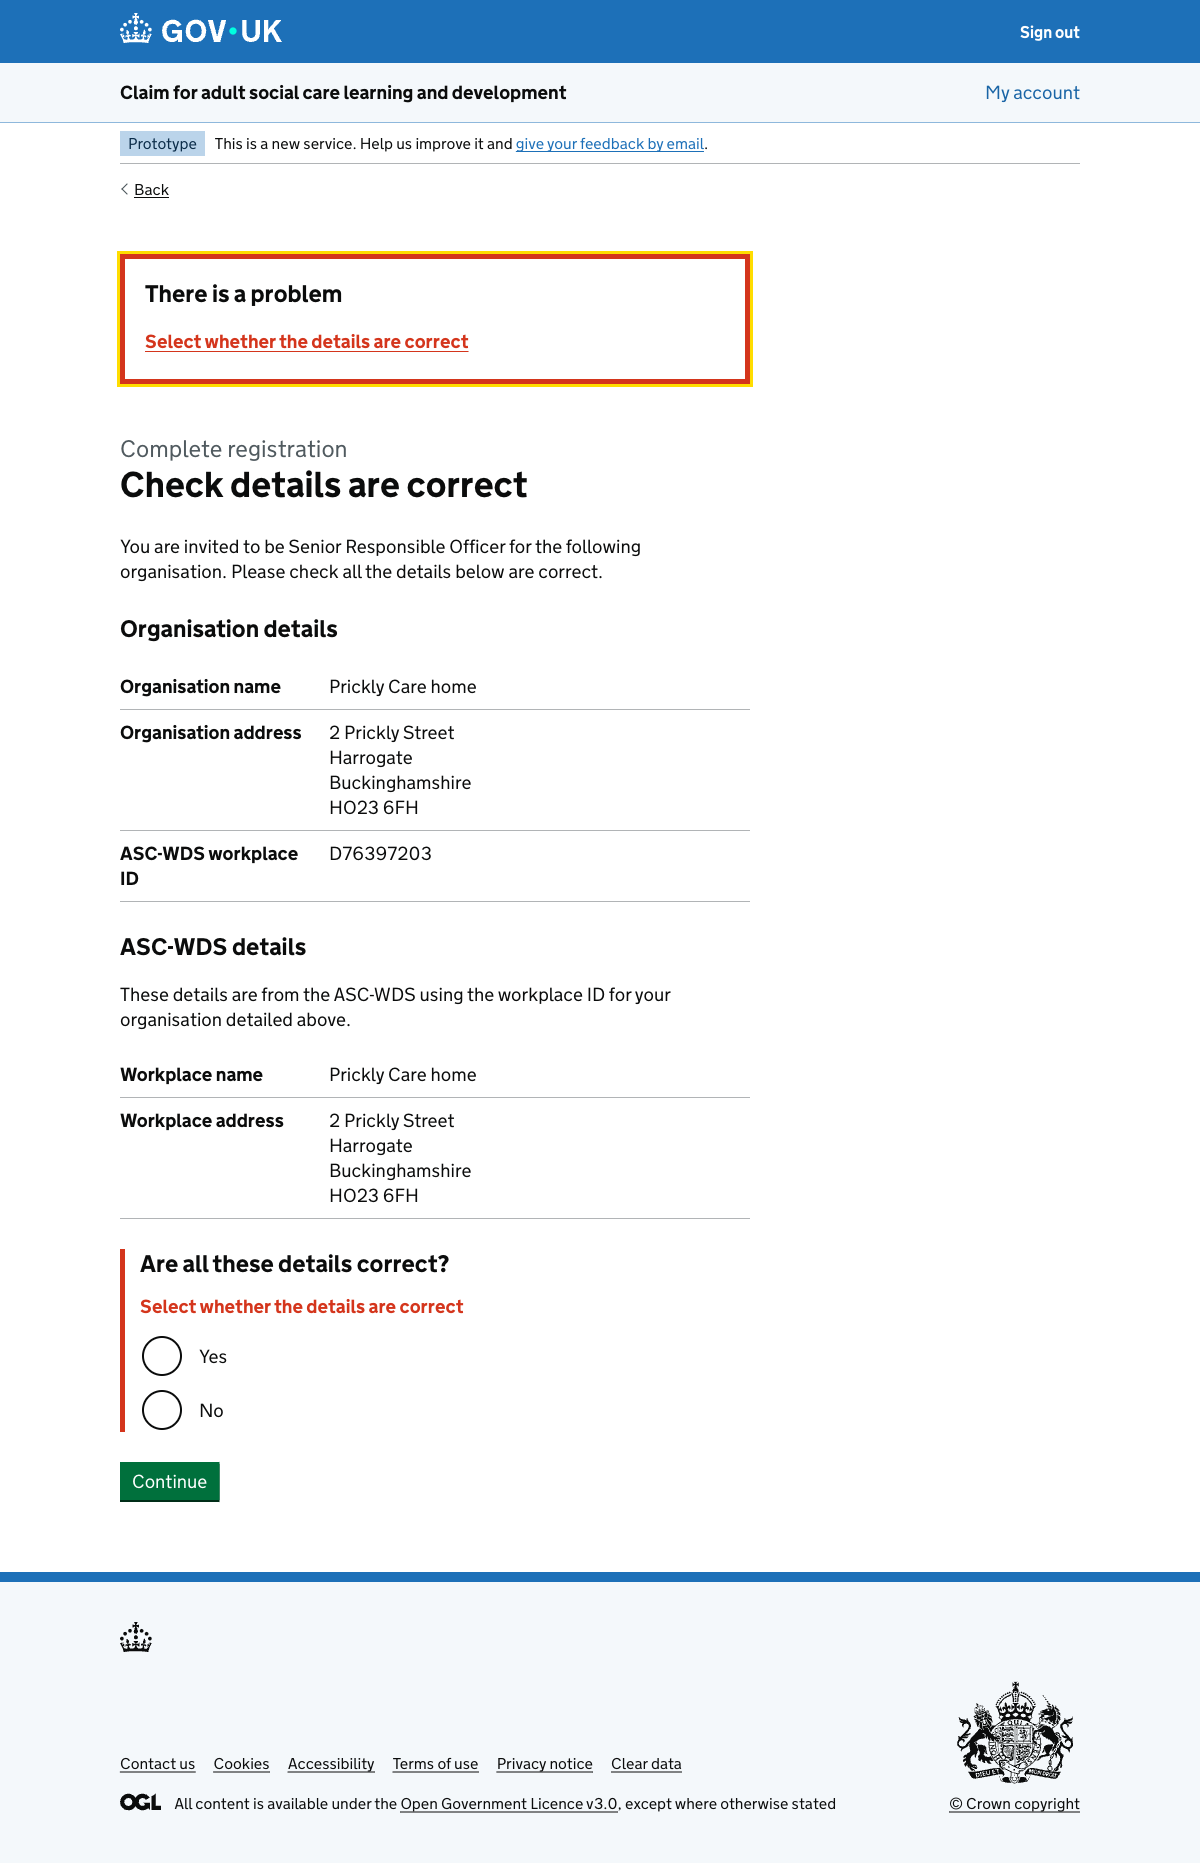 GOV·UK
Sign out
Claim for adult social care learning and development
My account
Prototype
This is a new service. Help us improve it and give your feedback by email.
Back
There is a problem
Select whether the details are correct
Complete registration
Check details are correct
You are invited to be Senior Responsible Officer for the following
organisation. Please check all the details below are correct.
Organisation details
Organisation name
Prickly Care home
Organisation address
2 Prickly Street
Harrogate
Buckinghamshire
HO23 6FH
ASC-WDS workplace
ID
D76397203
ASC-WDS details
These details are from the ASC-WDS using the workplace ID for your
organisation detailed above.
Workplace name
Prickly Care home
Workplace address
2 Prickly Street
Harrogate
Buckinghamshire
HO23 6FH
Are all these details correct?
Select whether the details are correct
Yes
No
Continue
Contact us
Cookies
Accessibility
Terms of use
Privacy notice
Clear data
OGL
All content is available under the Open Government Licence v3.0, except where otherwise stated
© Crown copyright